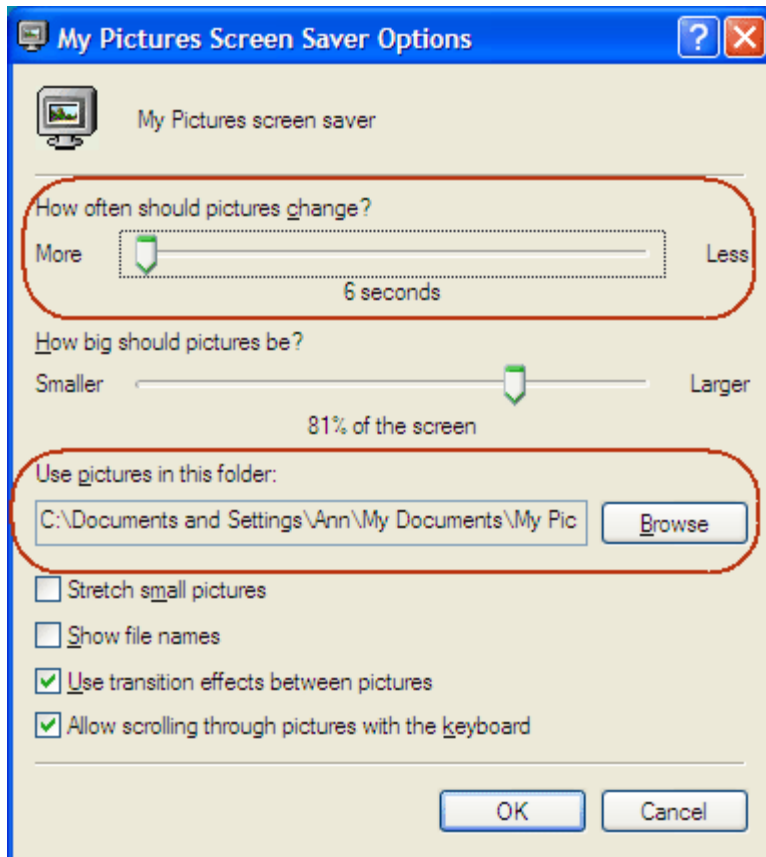 My Pictures Screen Saver Options
My Pictures screen saver
How often should pictures change?
More Less
6 seconds
How big should pictures be?
Smaller Larger
81% of the screen
Use pictures in this folder:
C:\Documents and Settings\Ann\My Documents\My Pic Browse
Stretch small pictures
Show file names
Use transition effects between pictures
Allow scrolling through pictures with the keyboard
OK Cancel